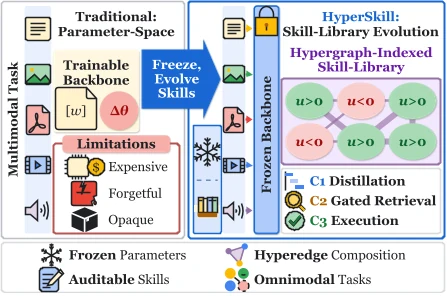 Traditional:
Parameter-Space
Multimodal Task
Trainable
Backbone
[w]
Δθ
Limitations
Expensive
Forgetful
Opaque
Freeze,
Evolve
Skills
HyperSkill:
Skill-Library Evolution
Hypergraph-Indexed
Skill-Library
Frozen Backbone
u>0
u<0
u>0
u<0
u>0
u>0
C1 Distillation
C2 Gated Retrieval
C3 Execution
Frozen Parameters
Hyperedge Composition
Auditable Skills
Omnimodal Tasks